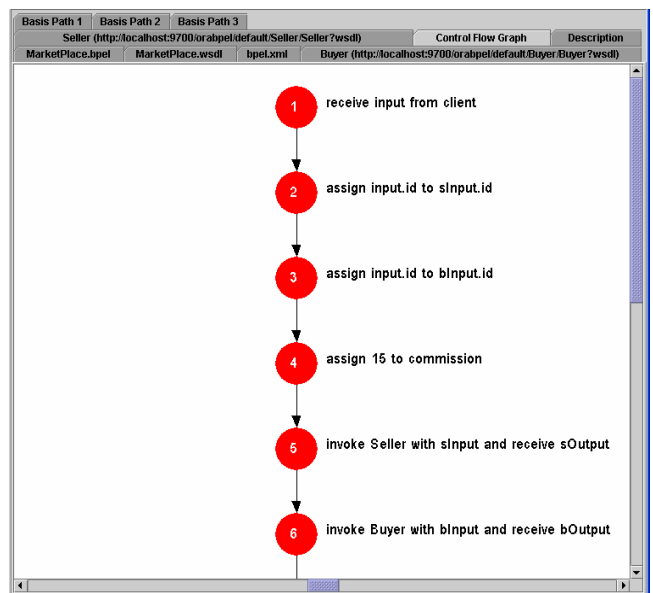 Basis Path 1 Basis Path 2 Basis Path 3
Seller (http://localhost:9700/orabpel/default/Seller/Seller?wsdl) Control Flow Graph Description
MarketPlace.bpel MarketPlace.wsdl bpel.xml Buyer (http://localhost:9700/orabpel/default/Buyer/Buyer?wsdl)
1 receive input from client
2 assign input.id to sInput.id
3 assign input.id to bInput.id
4 assign 15 to commission
5 invoke Seller with sInput and receive sOutput
6 invoke Buyer with bInput and receive bOutput